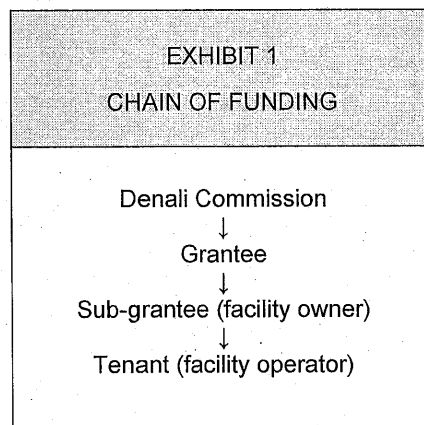 EXHIBIT 1
CHAIN OF FUNDING
Denali Commission
↓
Grantee
↓
Sub-grantee (facility owner)
↓
Tenant (facility operator)